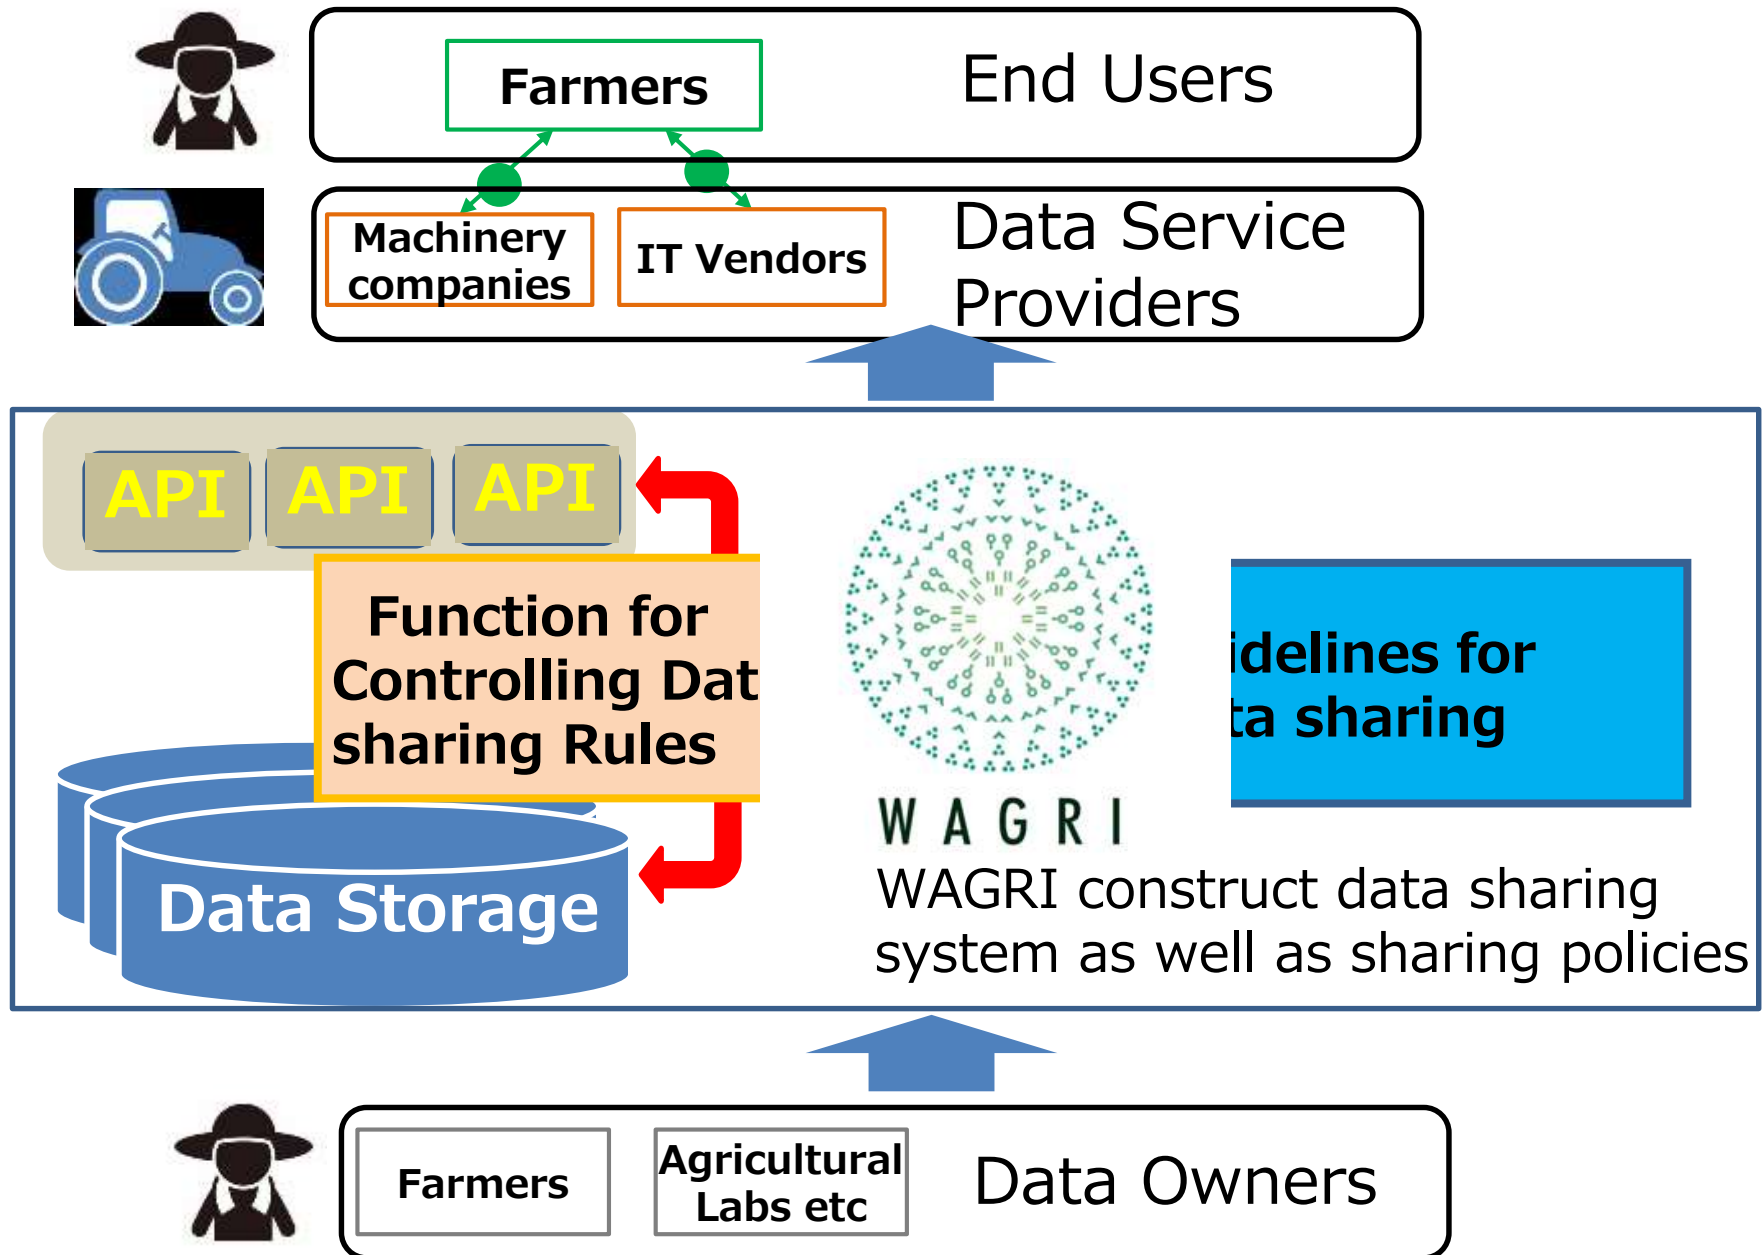 Farmers
End Users
Machinery
companies
IT Vendors
Data Service
Providers
API API API
Function for
Controlling Dat
sharing Rules
idelines for
ta sharing
Data Storage
WAGRI
WAGRI construct data sharing
system as well as sharing policies
Farmers
Agricultural
Labs etc
Data Owners